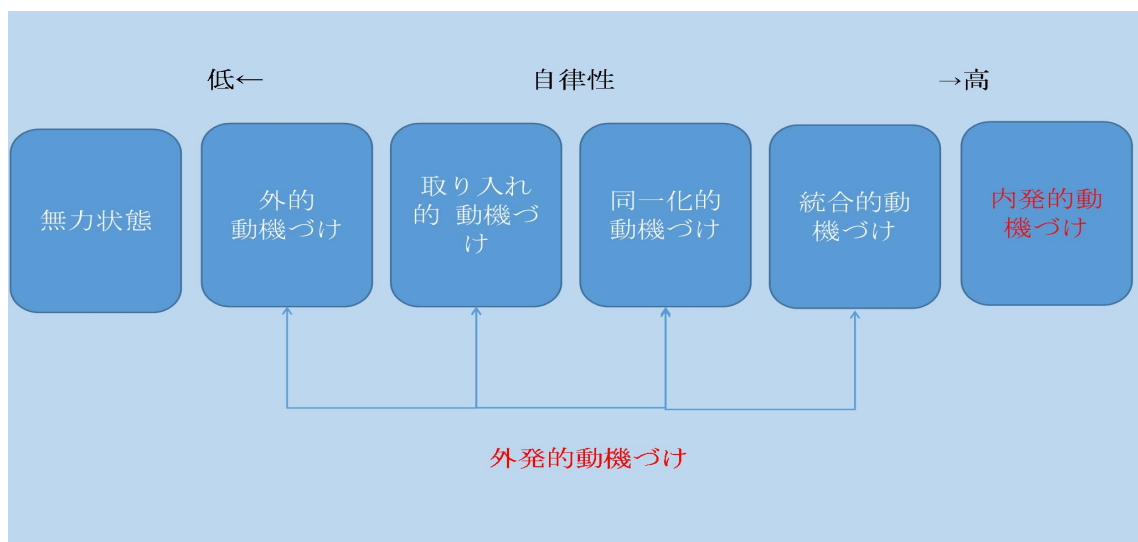 低← 自律性 →高
無力状態
外的
動機づけ
取り入れ
的 動機づ
け
同一化的
動機づけ
統合的動
機づけ
内発的動
機づけ
外発的動機づけ